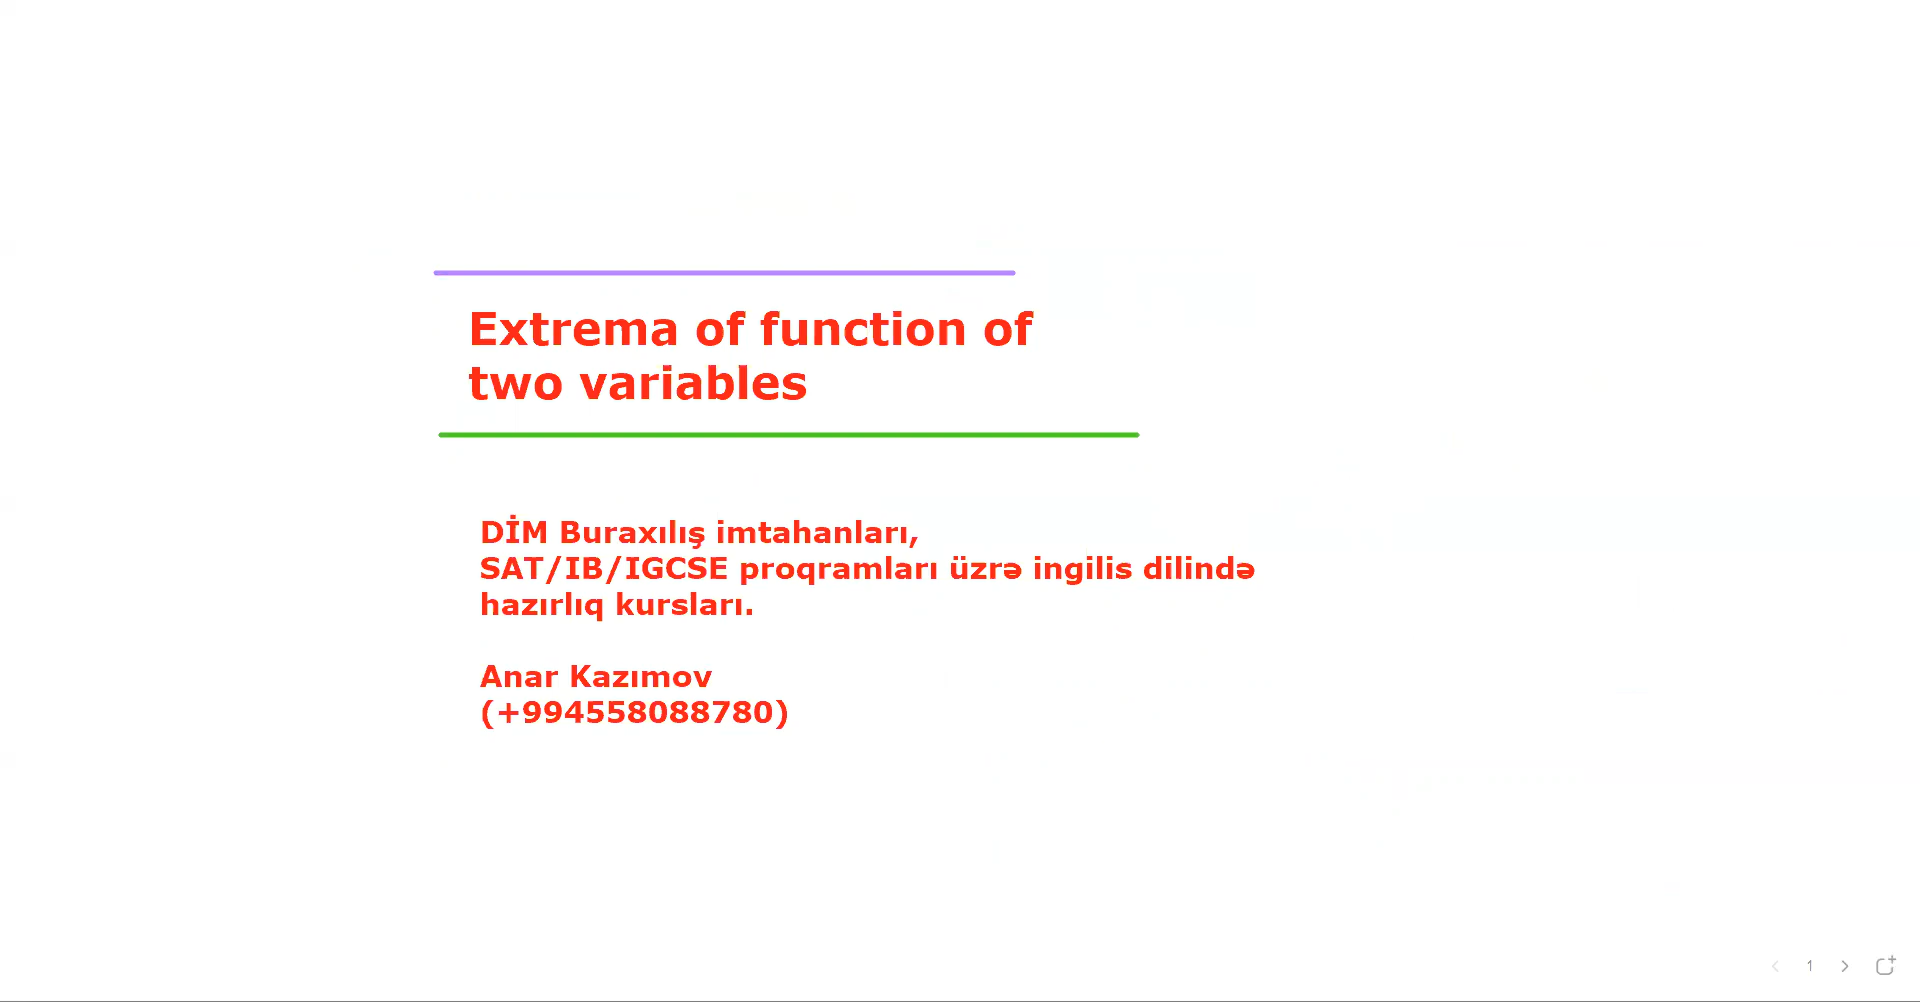 Extrema of function of
two variables
DİM Buraxılış imtahanları,
SAT/IB/IGCSE proqramları üzrə ingilis dilində
hazırlıq kursları.
Anar Kazımov
(+994558088780)
1